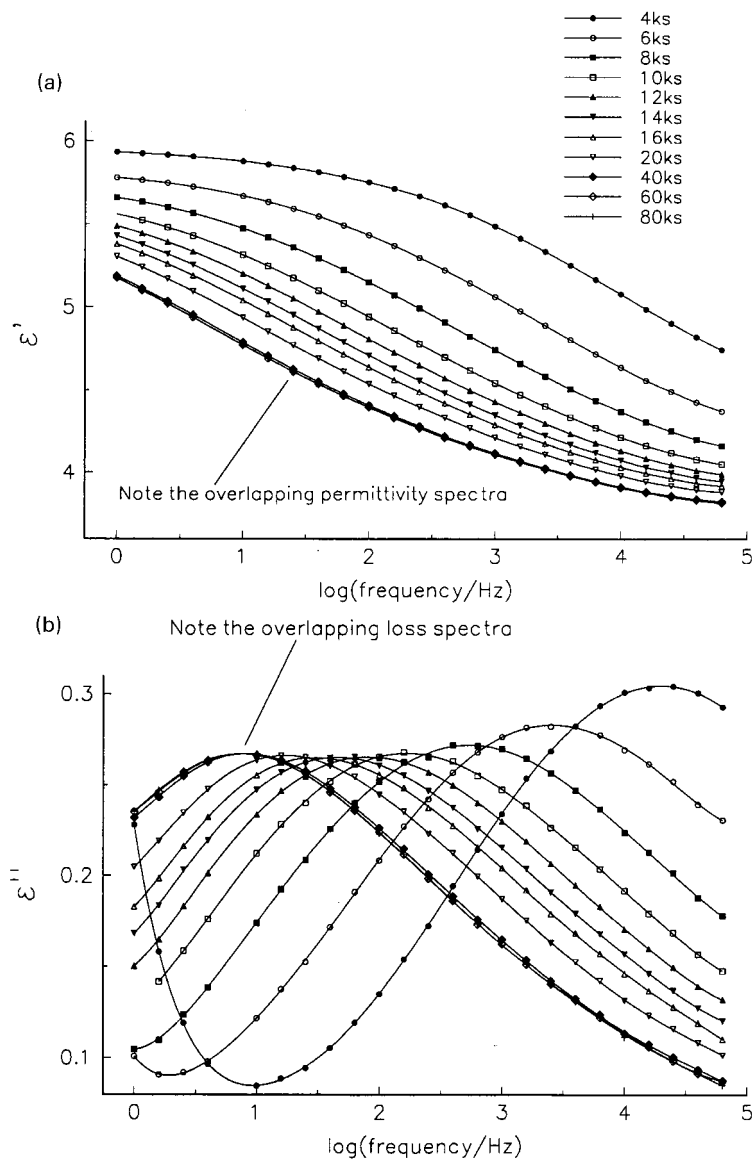 4ks
6ks
8ks
10ks
12ks
14ks
16ks
20ks
40ks
60ks
80ks
(a)
6
5
4
ε'
Note the overlapping permittivity spectra
0 1 2 3 4 5
log(frequency/Hz)
(b)
Note the overlapping loss spectra
0.3
0.2
0.1
ε"
0 1 2 3 4 5
log(frequency/Hz)